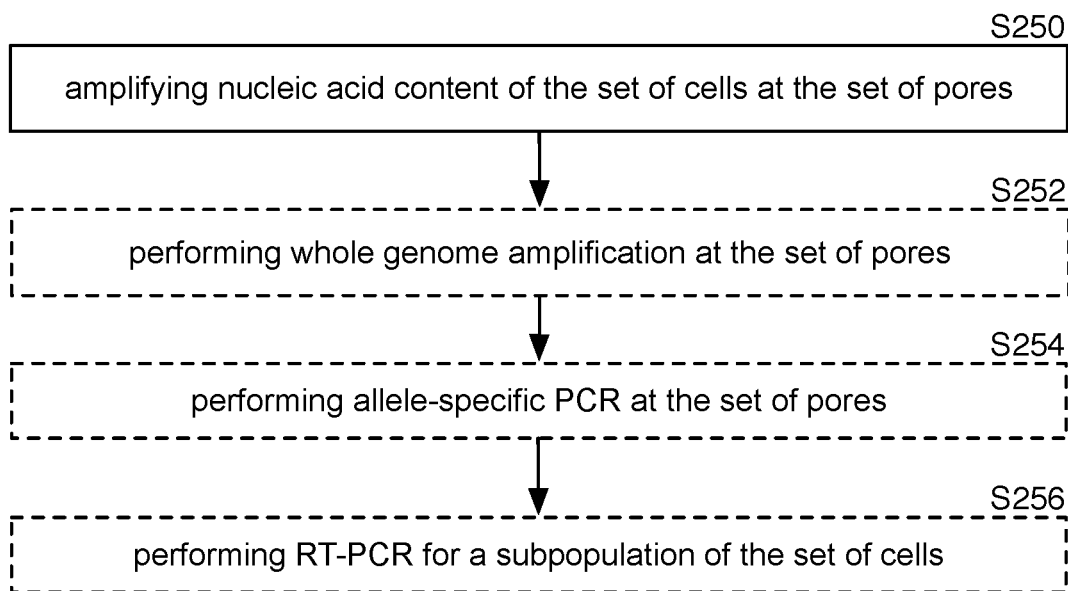 S250
amplifying nucleic acid content of the set of cells at the set of pores
S252
performing whole genome amplification at the set of pores
S254
performing allele-specific PCR at the set of pores
S256
performing RT-PCR for a subpopulation of the set of cells